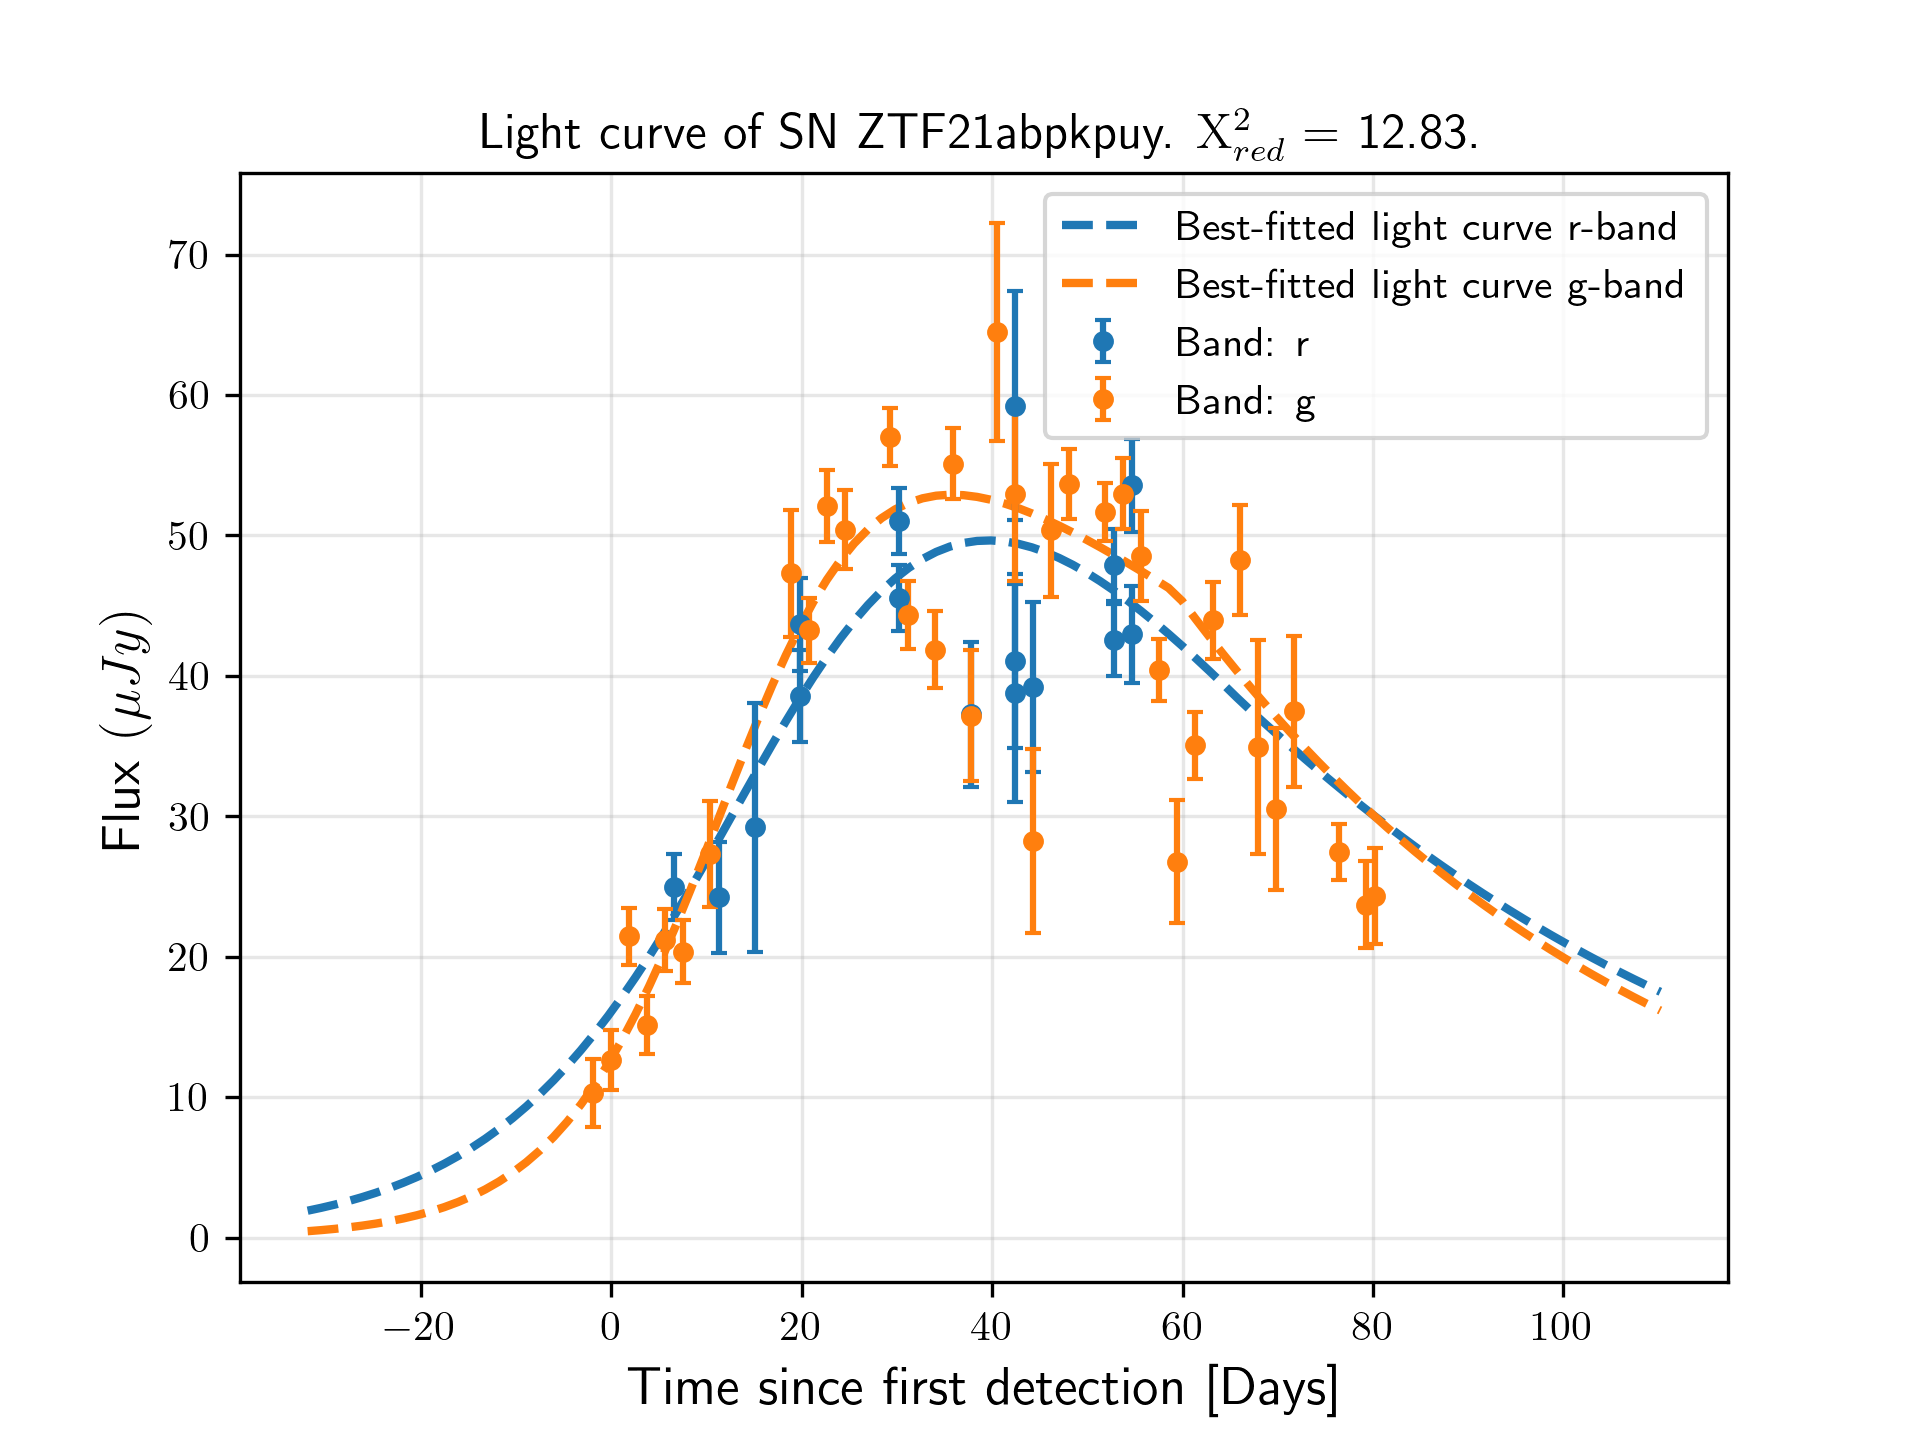 Light curve of SN ZTF21abpkpuy. X²_red = 12.83.
Best-fitted light curve r-band
Best-fitted light curve g-band
Band: r
Band: g
70
60
50
40
30
20
10
0
Flux (μJy)
−20 0 20 40 60 80 100
Time since first detection [Days]